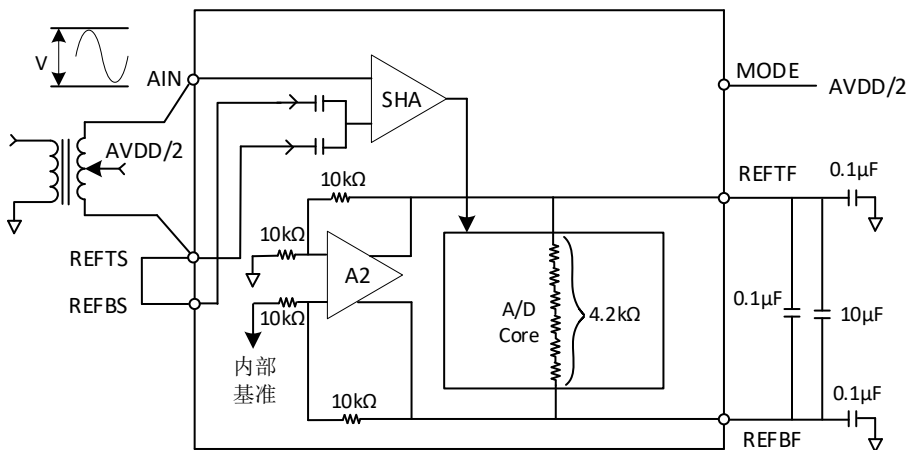 V
AIN
SHA
MODE
AVDD/2
AVDD/2
REFTF
0.1µF
10kΩ
10kΩ
A2
REFTS
REFBS
10kΩ
内部
基准
A/D
Core
4.2kΩ
0.1µF
10µF
10kΩ
0.1µF
REFBF